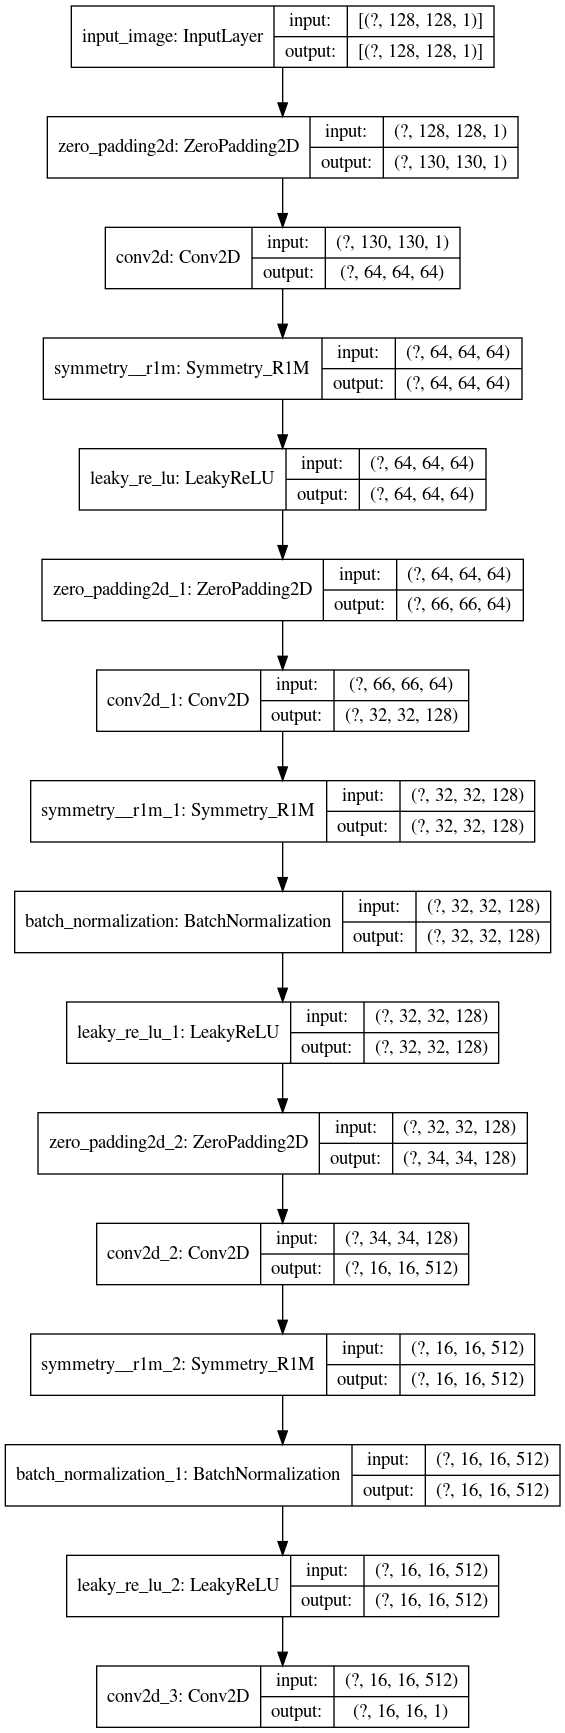 input_image: InputLayer
input: [(?, 128, 128, 1)]
output: [(?, 128, 128, 1)]
zero_padding2d: ZeroPadding2D
input: (?, 128, 128, 1)
output: (?, 130, 130, 1)
conv2d: Conv2D
input: (?, 130, 130, 1)
output: (?, 64, 64, 64)
symmetry__r1m: Symmetry_R1M
input: (?, 64, 64, 64)
output: (?, 64, 64, 64)
leaky_re_lu: LeakyReLU
input: (?, 64, 64, 64)
output: (?, 64, 64, 64)
zero_padding2d_1: ZeroPadding2D
input: (?, 64, 64, 64)
output: (?, 66, 66, 64)
conv2d_1: Conv2D
input: (?, 66, 66, 64)
output: (?, 32, 32, 128)
symmetry__r1m_1: Symmetry_R1M
input: (?, 32, 32, 128)
output: (?, 32, 32, 128)
batch_normalization: BatchNormalization
input: (?, 32, 32, 128)
output: (?, 32, 32, 128)
leaky_re_lu_1: LeakyReLU
input: (?, 32, 32, 128)
output: (?, 32, 32, 128)
zero_padding2d_2: ZeroPadding2D
input: (?, 32, 32, 128)
output: (?, 34, 34, 128)
conv2d_2: Conv2D
input: (?, 34, 34, 128)
output: (?, 16, 16, 512)
symmetry__r1m_2: Symmetry_R1M
input: (?, 16, 16, 512)
output: (?, 16, 16, 512)
batch_normalization_1: BatchNormalization
input: (?, 16, 16, 512)
output: (?, 16, 16, 512)
leaky_re_lu_2: LeakyReLU
input: (?, 16, 16, 512)
output: (?, 16, 16, 512)
conv2d_3: Conv2D
input: (?, 16, 16, 512)
output: (?, 16, 16, 1)